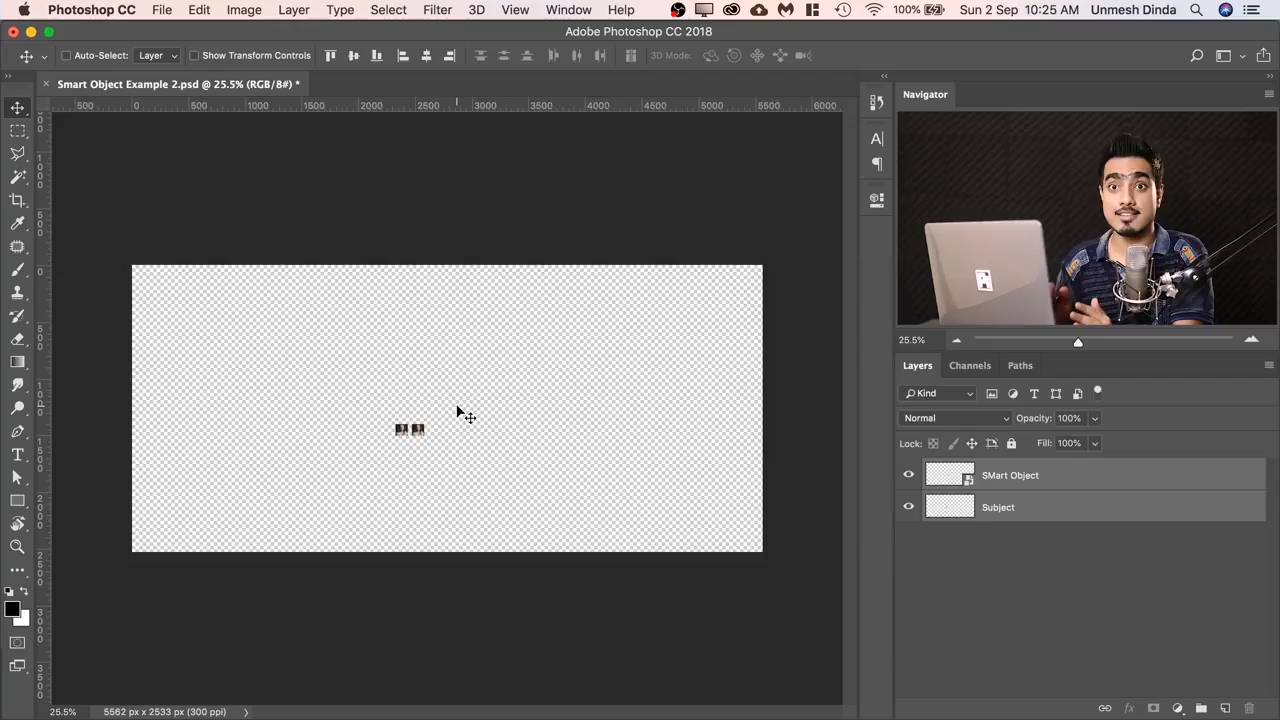 Photoshop CC File Edit Image Layer Type Select Filter 3D View Window Help 100% Sun 2 Sep 10:25 AM Unmesh Dinda
Adobe Photoshop CC 2018
Auto-Select: Layer Show Transform Controls 3D Mode:
× Smart Object Example 2.psd @ 25.5% (RGB/8#) *
Navigator
500 0 500 1000 1500 2000 2500 3000 3500 4000 4500 5000 5500 6000
25.5%
Layers Channels Paths
Kind
Normal Opacity: 100%
Lock: Fill: 100%
SMart Object
Subject
25.5% 5562 px x 2533 px (300 ppi)